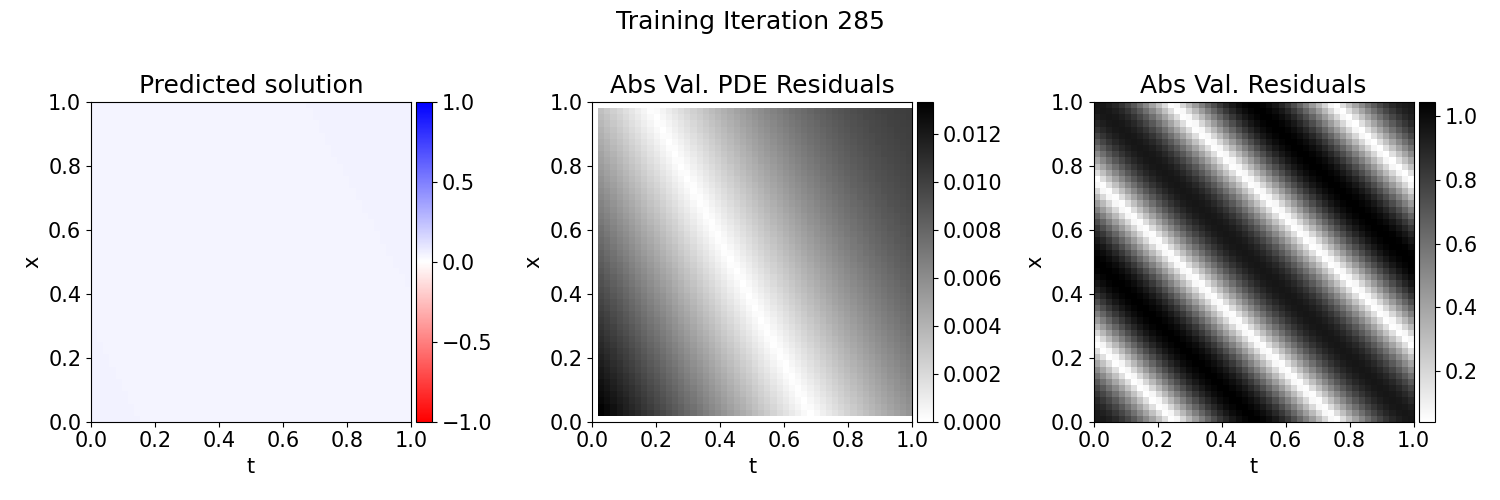 Training Iteration 285
Predicted solution
1.0
0.8
0.6
0.4
0.2
0.0
x
0.0 0.2 0.4 0.6 0.8 1.0
t
1.0
0.5
0.0
−0.5
−1.0
Abs Val. PDE Residuals
1.0
0.8
0.6
0.4
0.2
0.0
x
0.0 0.2 0.4 0.6 0.8 1.0
t
0.012
0.010
0.008
0.006
0.004
0.002
0.000
Abs Val. Residuals
1.0
0.8
0.6
0.4
0.2
0.0
x
0.0 0.2 0.4 0.6 0.8 1.0
t
1.0
0.8
0.6
0.4
0.2